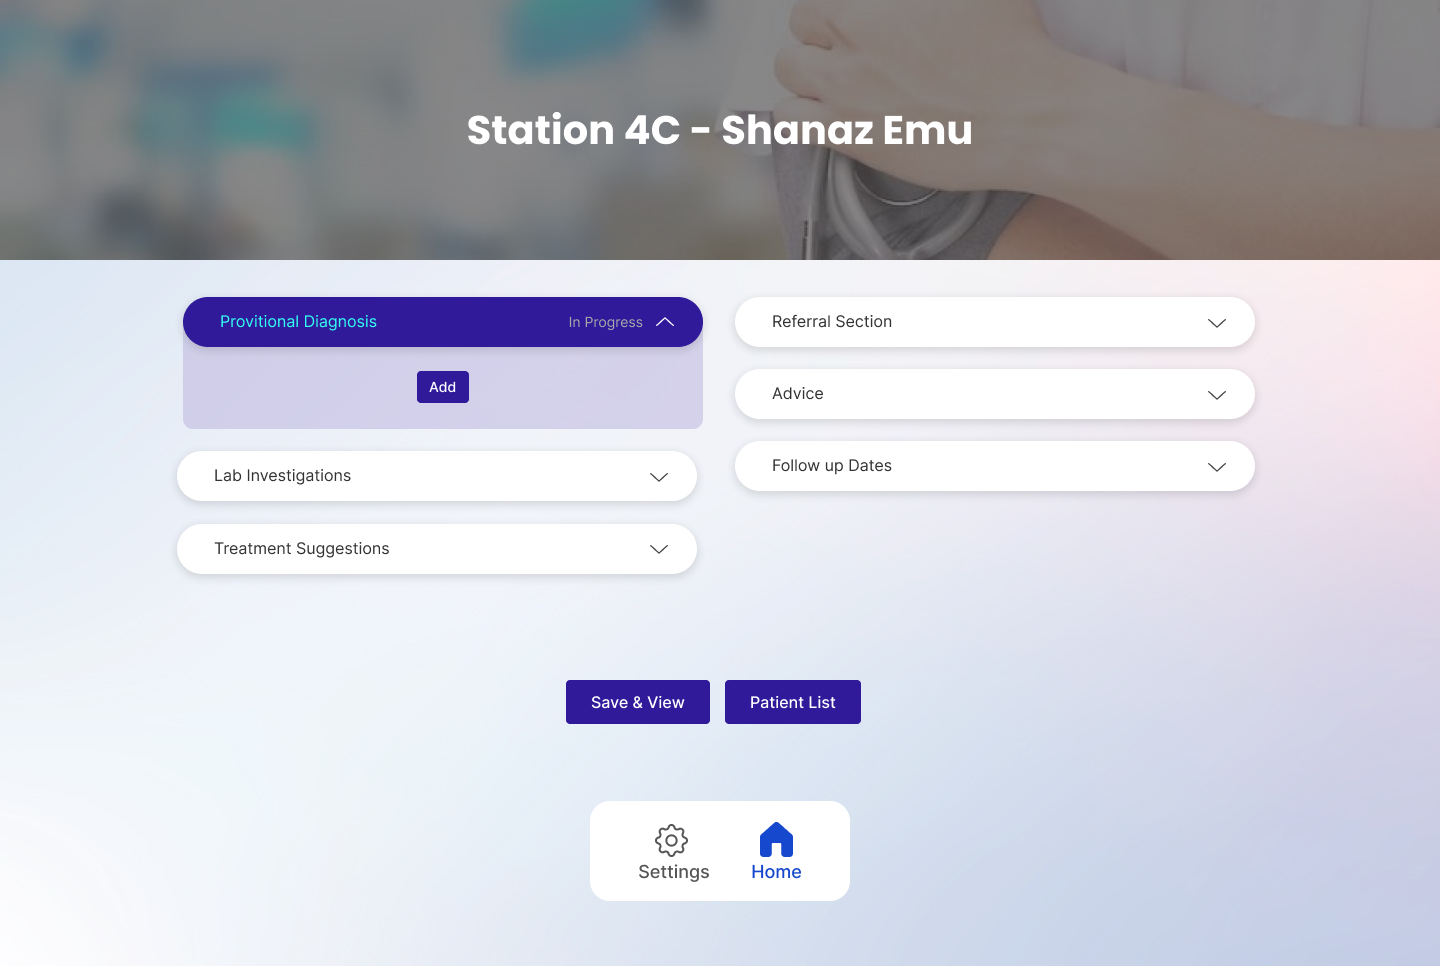 Station 4C - Shanaz Emu
Provitional Diagnosis
In Progress
Add
Lab Investigations
Treatment Suggestions
Referral Section
Advice
Follow up Dates
Save & View
Patient List
Settings
Home